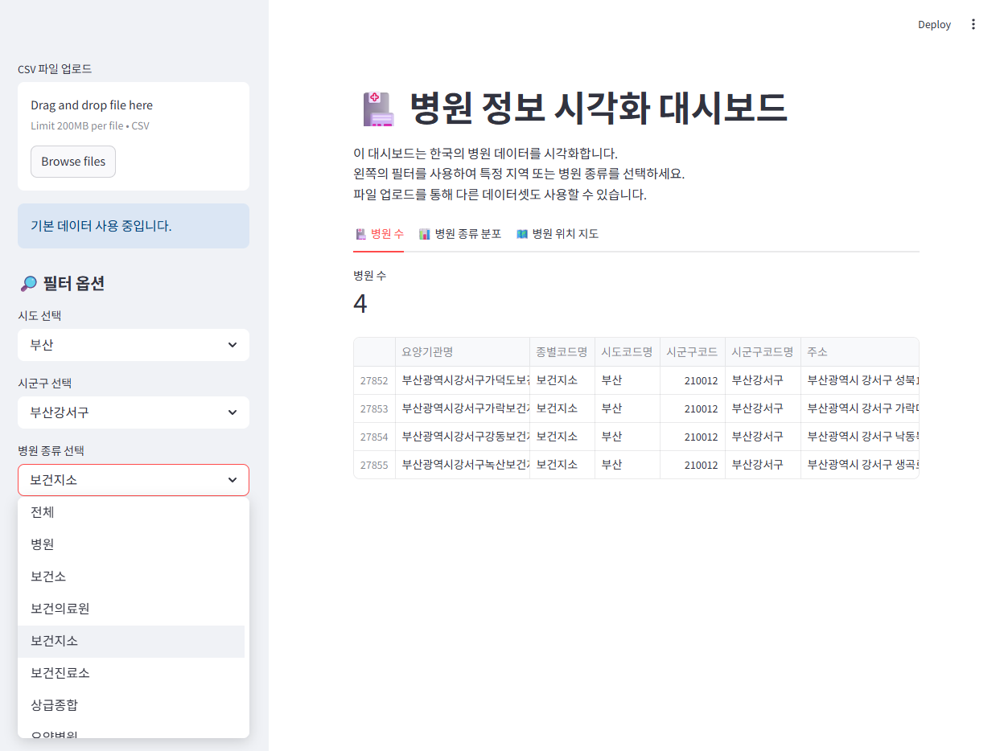 Deploy
CSV 파일 업로드
Drag and drop file here
Limit 200MB per file • CSV
Browse files
기본 데이터 사용 중입니다.
필터 옵션
시도 선택
부산
시군구 선택
부산강서구
병원 종류 선택
보건지소
전체
병원
보건소
보건의료원
보건지소
보건진료소
상급종합
요양병원
병원 정보 시각화 대시보드
이 대시보드는 한국의 병원 데이터를 시각화합니다.
왼쪽의 필터를 사용하여 특정 지역 또는 병원 종류를 선택하세요.
파일 업로드를 통해 다른 데이터셋도 사용할 수 있습니다.
병원 수 병원 종류 분포 병원 위치 지도
병원 수
4
요양기관명 종별코드명 시도코드명 시군구코드 시군구코드명 주소
27852 부산광역시강서구가덕도보건 보건지소 부산 210012 부산강서구 부산광역시 강서구 성북1
27853 부산광역시강서구가락보건지 보건지소 부산 210012 부산강서구 부산광역시 강서구 가락대
27854 부산광역시강서구강동보건지 보건지소 부산 210012 부산강서구 부산광역시 강서구 낙동북
27855 부산광역시강서구녹산보건지 보건지소 부산 210012 부산강서구 부산광역시 강서구 생곡로